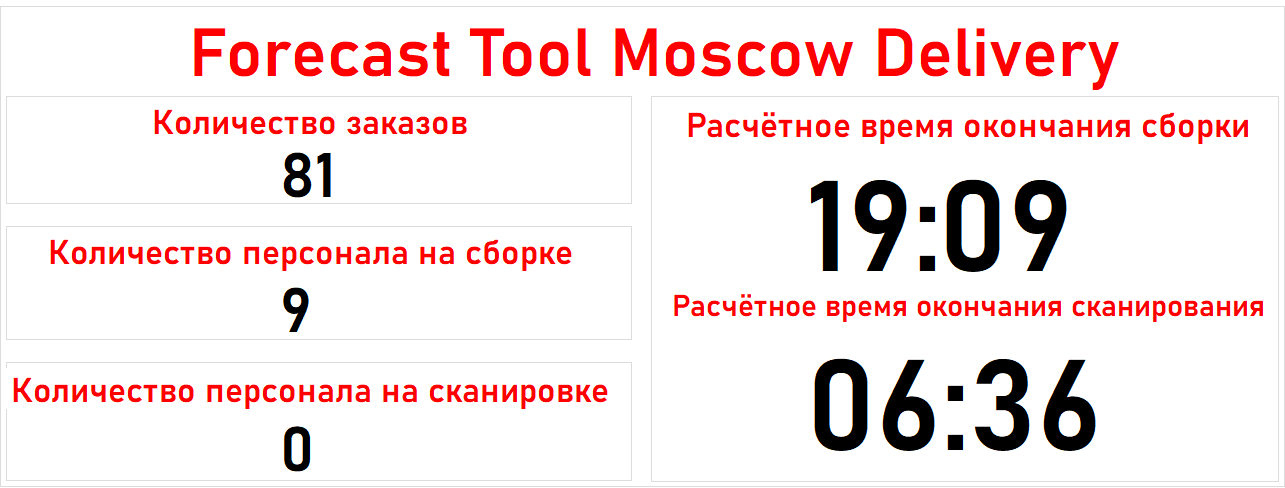 Forecast Tool Moscow Delivery
Количество заказов
81
Количество персонала на сборке
9
Количество персонала на сканировке
0
Расчётное время окончания сборки
19:09
Расчётное время окончания сканирования
06:36